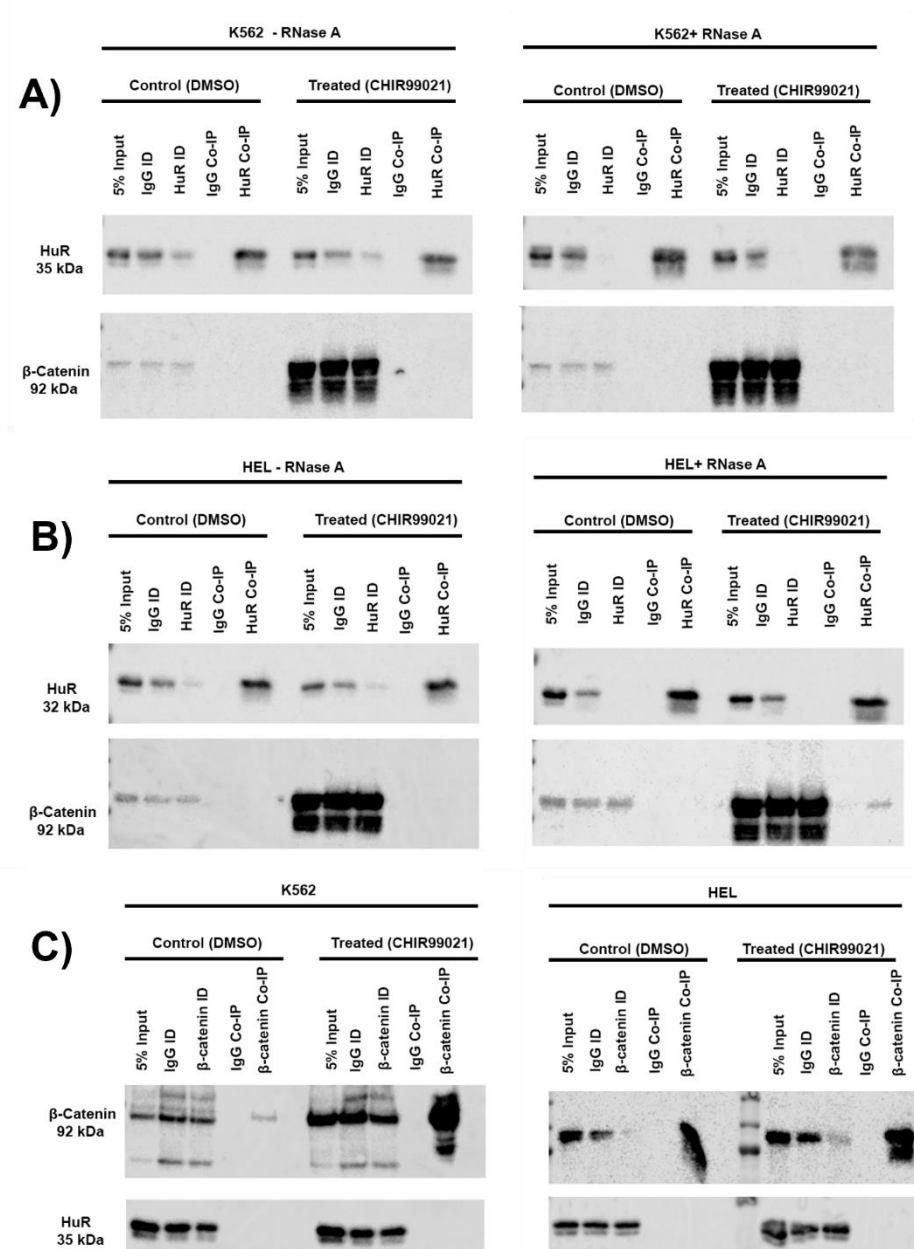 K562 - RNase A
K562+ RNase A
A)
Control (DMSO)
Treated (CHIR99021)
Control (DMSO)
Treated (CHIR99021)
5% Input
IgG ID
HuR ID
IgG Co-IP
HuR Co-IP
5% Input
IgG ID
HuR ID
IgG Co-IP
HuR Co-IP
5% Input
IgG ID
HuR ID
IgG Co-IP
HuR Co-IP
5% Input
IgG ID
HuR ID
IgG Co-IP
HuR Co-IP
HuR
35 kDa
β-Catenin
92 kDa
HEL - RNase A
HEL+ RNase A
B)
Control (DMSO)
Treated (CHIR99021)
Control (DMSO)
Treated (CHIR99021)
5% Input
IgG ID
HuR ID
IgG Co-IP
HuR Co-IP
5% Input
IgG ID
HuR ID
IgG Co-IP
HuR Co-IP
5% Input
IgG ID
HuR ID
IgG Co-IP
HuR Co-IP
5% Input
IgG ID
HuR ID
IgG Co-IP
HuR Co-IP
HuR
32 kDa
β-Catenin
92 kDa
K562
HEL
C)
Control (DMSO)
Treated (CHIR99021)
Control (DMSO)
Treated (CHIR99021)
5% Input
IgG ID
β-catenin ID
IgG Co-IP
β-catenin Co-IP
5% Input
IgG ID
β-catenin ID
IgG Co-IP
β-catenin Co-IP
5% Input
IgG ID
β-catenin ID
IgG Co-IP
β-catenin Co-IP
5% Input
IgG ID
β-catenin ID
IgG Co-IP
β-catenin Co-IP
β-Catenin
92 kDa
HuR
35 kDa